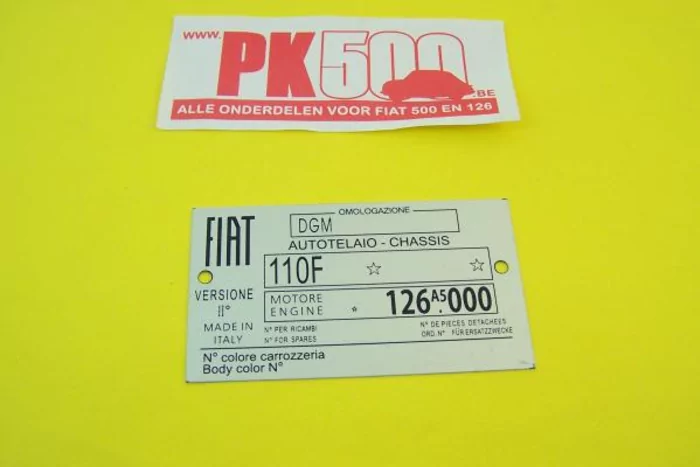 www.
PK500
.BE
ALLE ONDERDELEN VOOR FIAT 500 EN 126
OMOLOGAZIONE
FIAT
DGM
AUTOTELAIO - CHASSIS
110F ☆ ☆
VERSIONE
II°
MADE IN
ITALY
MOTORE
ENGINE * 126A5.000
N° PER RICAMBI
N° FOR SPARES
N° DE PIECES DETACHEES
ORD. N° FÜR ERSATZZWECKE
N° colore carrozzeria
Body color N°